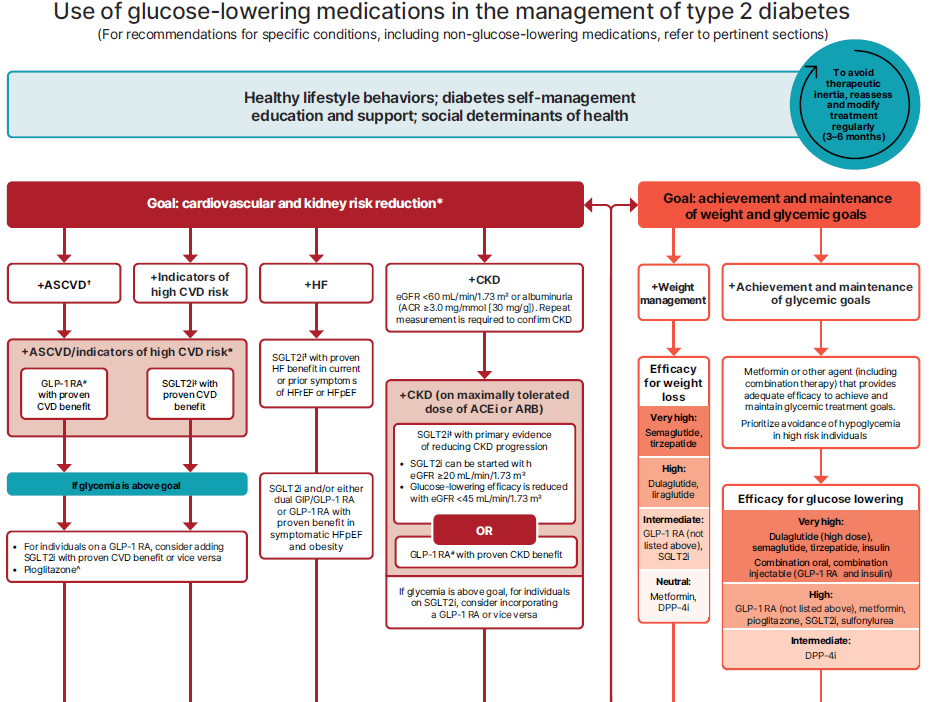 Use of glucose-lowering medications in the management of type 2 diabetes
(For recommendations for specific conditions, including non-glucose-lowering medications, refer to pertinent sections)
Healthy lifestyle behaviors; diabetes self-management
education and support; social determinants of health
To avoid
therapeutic
inertia, reassess
and modify
treatment
regularly
(3–6 months)
Goal: cardiovascular and kidney risk reduction*
+ASCVD†
+Indicators of
high CVD risk
+HF
+CKD
eGFR <60 mL/min/1.73 m² or albuminuria
(ACR ≥3.0 mg/mmol [30 mg/g]). Repeat
measurement is required to confirm CKD
+ASCVD/indicators of high CVD risk*
GLP-1 RA#
with proven
CVD benefit
SGLT2i‡ with
proven CVD
benefit
If glycemia is above goal
• For individuals on a GLP-1 RA, consider adding
SGLT2i with proven CVD benefit or vice versa
• Pioglitazone^
SGLT2i‡ with proven
HF benefit in current
or prior symptoms
of HFrEF or HFpEF
SGLT2i and/or either
dual GIP/GLP-1 RA
or GLP-1 RA with
proven benefit in
symptomatic HFpEF
and obesity
+CKD (on maximally tolerated
dose of ACEi or ARB)
SGLT2i‡ with primary evidence
of reducing CKD progression
• SGLT2i can be started with
eGFR ≥20 mL/min/1.73 m²
• Glucose-lowering efficacy is reduced
with eGFR <45 mL/min/1.73 m²
OR
GLP-1 RA# with proven CKD benefit
If glycemia is above goal, for individuals
on SGLT2i, consider incorporating
a GLP-1 RA or vice versa
Goal: achievement and maintenance
of weight and glycemic goals
+Weight
management
Efficacy
for weight
loss
Very high:
Semaglutide,
tirzepatide
High:
Dulaglutide,
liraglutide
Intermediate:
GLP-1 RA (not
listed above),
SGLT2i
Neutral:
Metformin,
DPP-4i
+Achievement and maintenance
of glycemic goals
Metformin or other agent (including
combination therapy) that provides
adequate efficacy to achieve and
maintain glycemic treatment goals.
Prioritize avoidance of hypoglycemia
in high risk individuals
Efficacy for glucose lowering
Very high:
Dulaglutide (high dose),
semaglutide, tirzepatide, insulin
Combination oral, combination
injectable (GLP-1 RA and insulin)
High:
GLP-1 RA (not listed above), metformin,
pioglitazone, SGLT2i, sulfonylurea
Intermediate:
DPP-4i